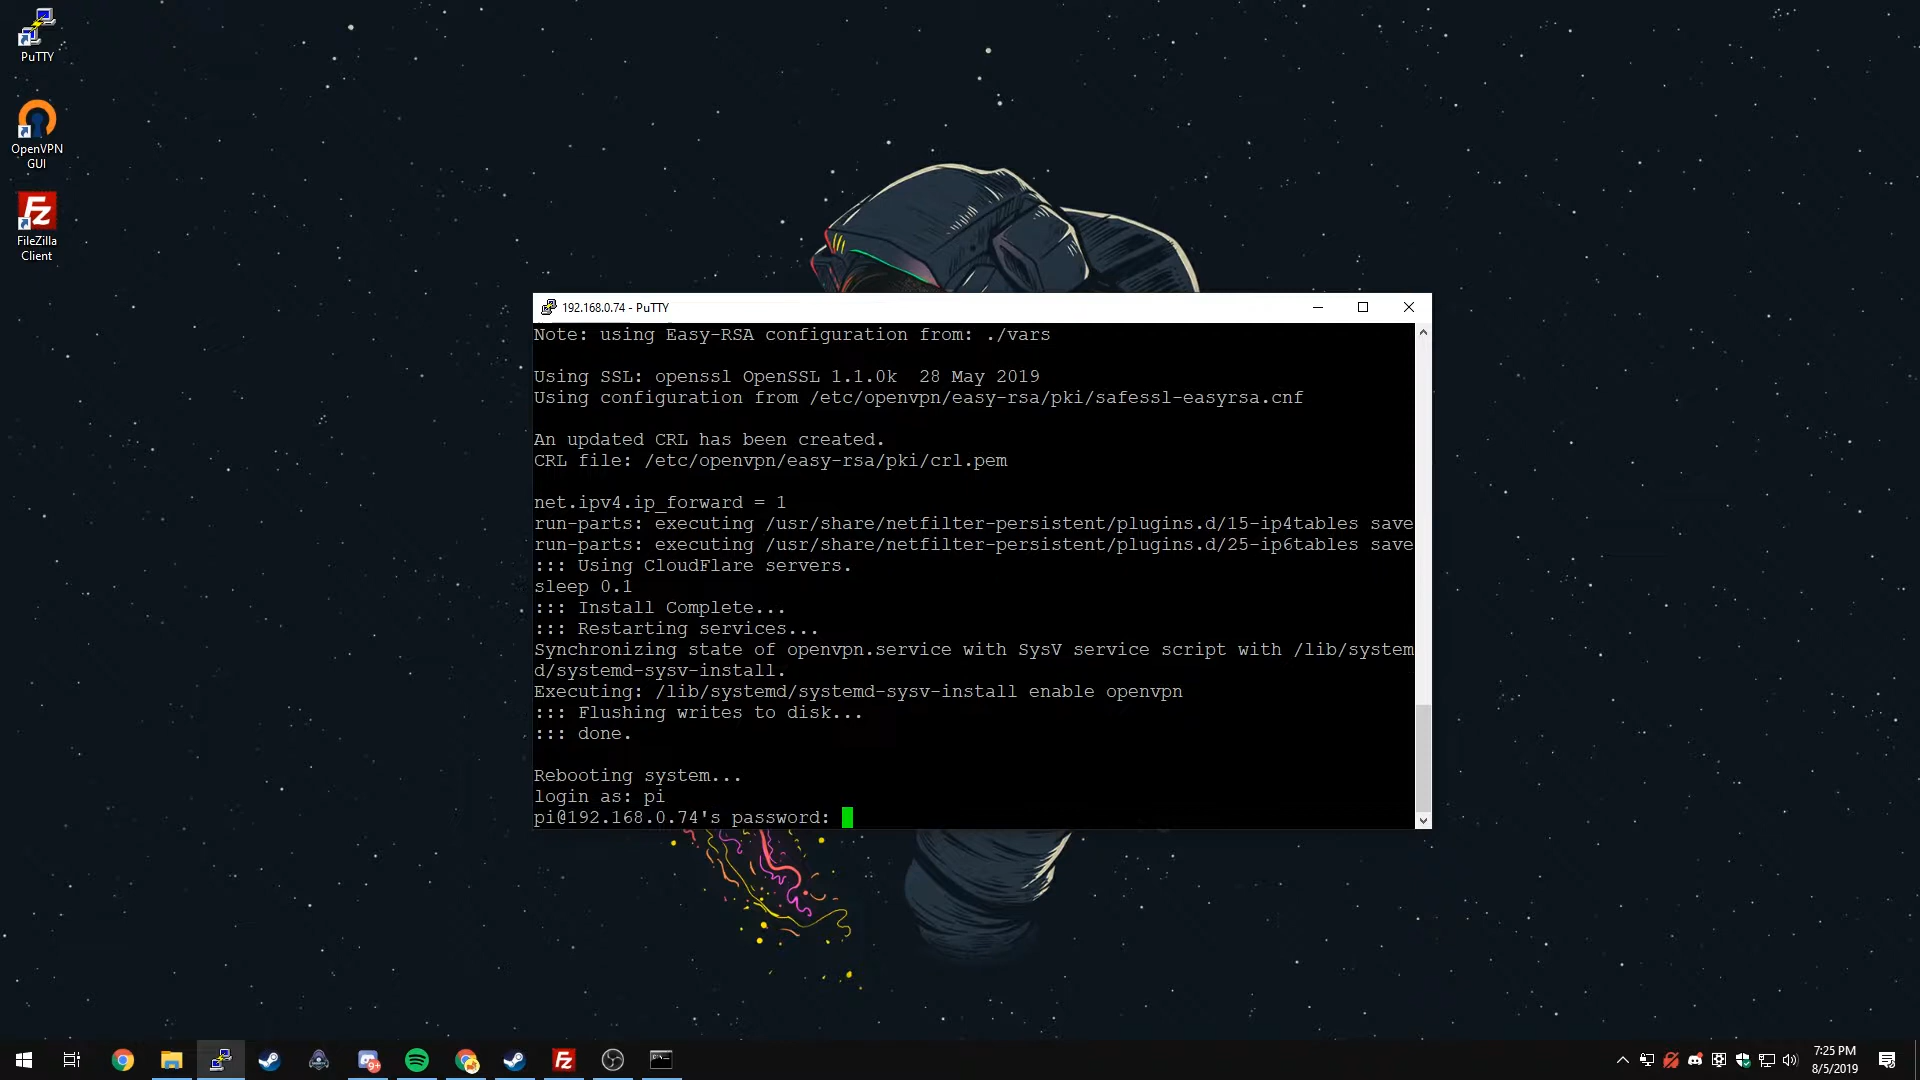 PuTTY
OpenVPN
GUI
FileZilla
Client
192.168.0.74 - PuTTY
Note: using Easy-RSA configuration from: ./vars
Using SSL: openssl OpenSSL 1.1.0k  28 May 2019
Using configuration from /etc/openvpn/easy-rsa/pki/safessl-easyrsa.cnf
An updated CRL has been created.
CRL file: /etc/openvpn/easy-rsa/pki/crl.pem
net.ipv4.ip_forward = 1
run-parts: executing /usr/share/netfilter-persistent/plugins.d/15-ip4tables save
run-parts: executing /usr/share/netfilter-persistent/plugins.d/25-ip6tables save
::: Using CloudFlare servers.
sleep 0.1
::: Install Complete...
::: Restarting services...
Synchronizing state of openvpn.service with SysV service script with /lib/system
d/systemd-sysv-install.
Executing: /lib/systemd/systemd-sysv-install enable openvpn
::: Flushing writes to disk...
::: done.
Rebooting system...
login as: pi
pi@192.168.0.74's password:
9+
7:25 PM
8/5/2019